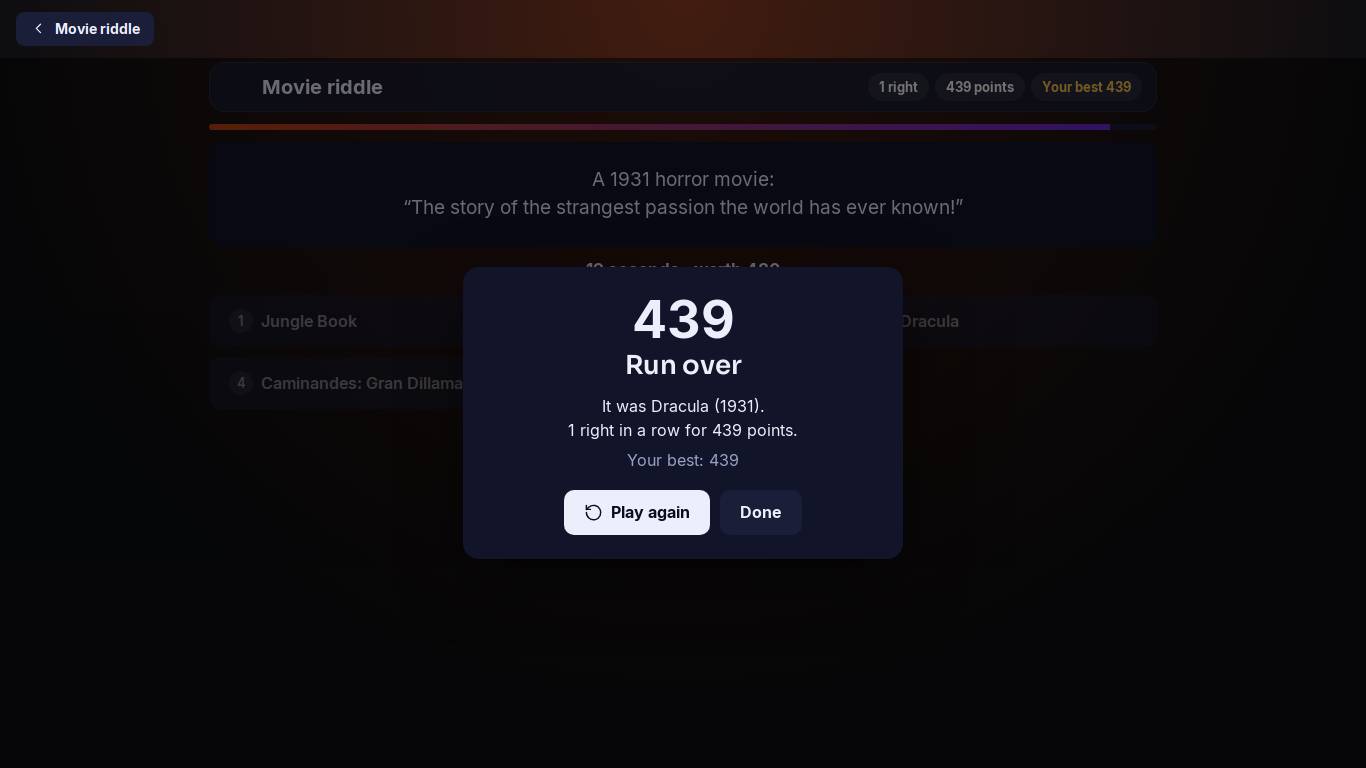 Movie riddle
Movie riddle
1 right
439 points
Your best 439
A 1931 horror movie:
“The story of the strangest passion the world has ever known!”
1 Jungle Book
Dracula
4 Caminandes: Gran Dillama
439
Run over
It was Dracula (1931).
1 right in a row for 439 points.
Your best: 439
Play again
Done